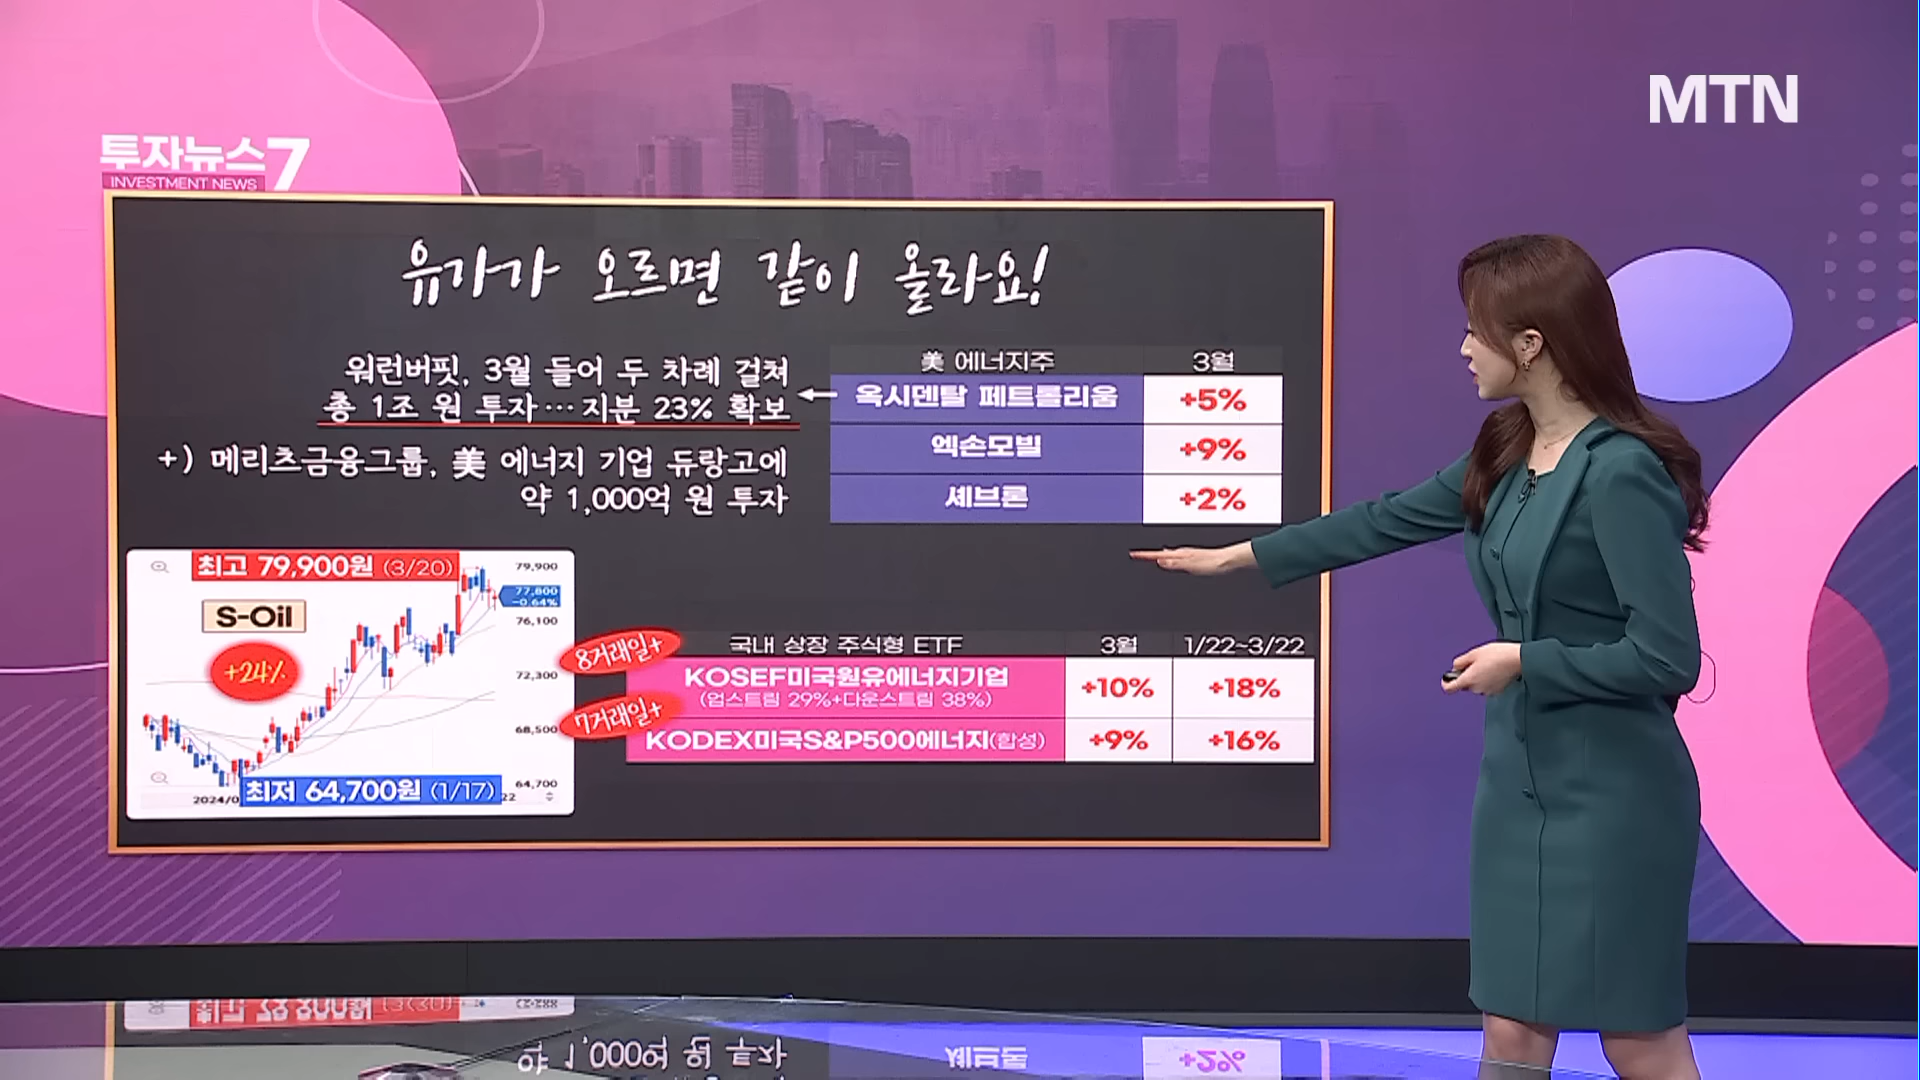 MTN
투자뉴스7
INVESTMENT NEWS
유가가 오르면 같이 올라요!
워런버핏, 3월 들어 두 차례 걸쳐
총 1조 원 투자…지분 23% 확보
+) 메리츠금융그룹, 美 에너지 기업 듀랑고에
약 1,000억 원 투자
美 에너지주 3월
옥시덴탈 페트롤리움 +5%
엑손모빌 +9%
셰브론 +2%
최고 79,900원 (3/20)
S-Oil
+24%
79,900
77,800
-0.64%
76,100
72,300
68,500
64,700
최저 64,700원 (1/17)
2024/0
22
국내 상장 주식형 ETF 3월 1/22~3/22
8거래일+
KOSEF미국원유에너지기업 +10% +18%
(업스트림 29%+다운스트림 38%)
7거래일+
KODEX미국S&P500에너지(합성) +9% +16%